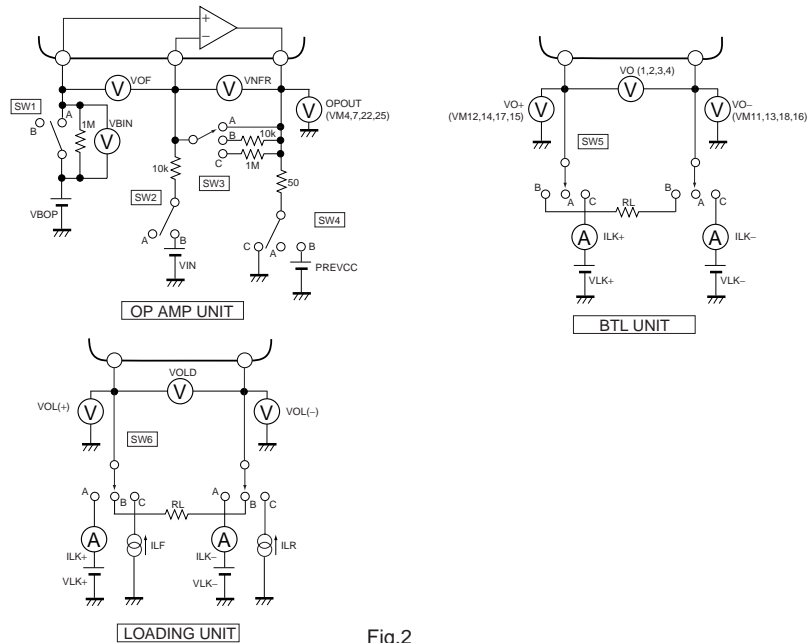 +
−
VOF
V
VNFR
V
V
OPOUT
(VM4,7,22,25)
SW1
A
B
1M
VBIN
V
A
B
10k
C
1M
10k
SW3
50
SW2
SW4
VBOP
A
B
VIN
C
A
B
PREVCC
OP AMP UNIT
VO (1,2,3,4)
V
VO+
(VM12,14,17,15)
V
V
VO−
(VM11,13,18,16)
SW5
B
A
C
RL
B
A
C
A
ILK+
A
ILK−
VLK+
VLK−
BTL UNIT
VOLD
V
VOL(+)
V
V
VOL(−)
SW6
A
B
C
RL
A
B
C
A
ILK+
ILF
A
ILK−
ILR
VLK+
VLK−
LOADING UNIT
Fig.2